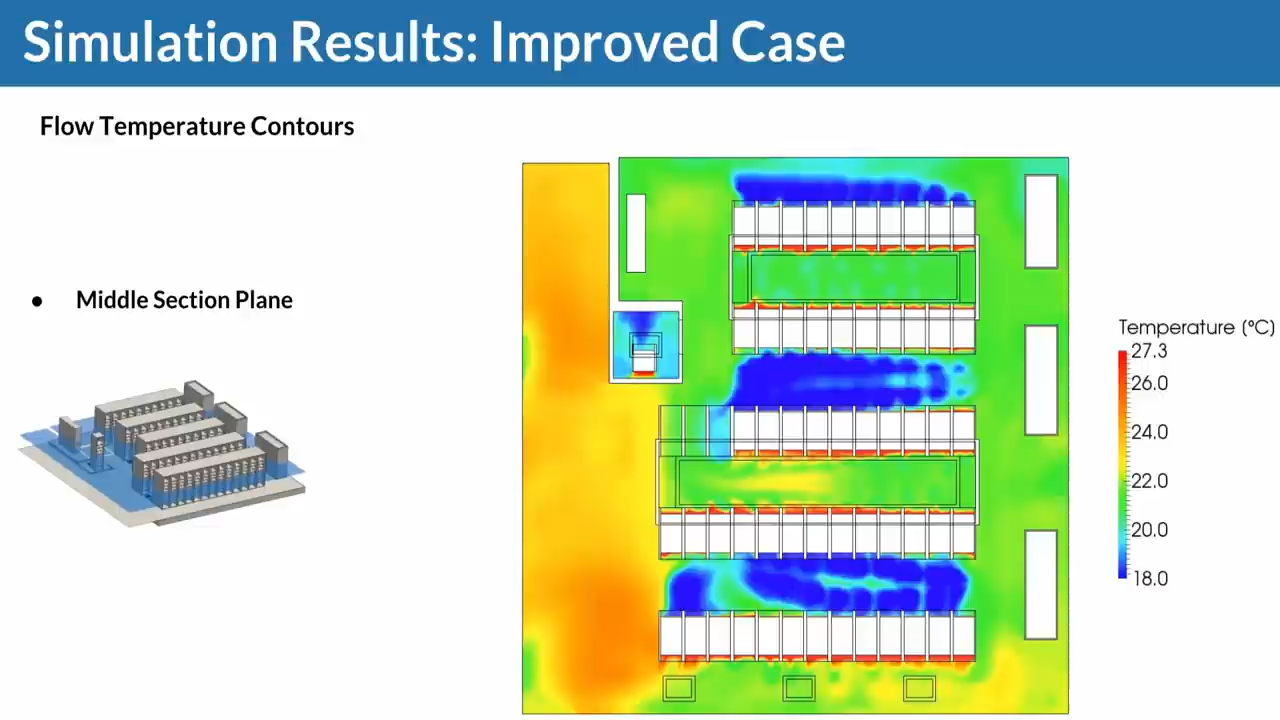 Simulation Results: Improved Case
Flow Temperature Contours
● Middle Section Plane
Temperature (°C)
27.3
26.0
24.0
22.0
20.0
18.0